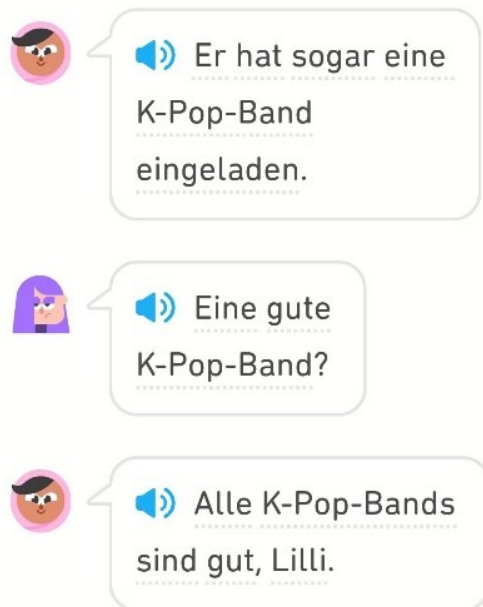 Er hat sogar eine
K-Pop-Band
eingeladen.
Eine gute
K-Pop-Band?
Alle K-Pop-Bands
sind gut, Lilli.